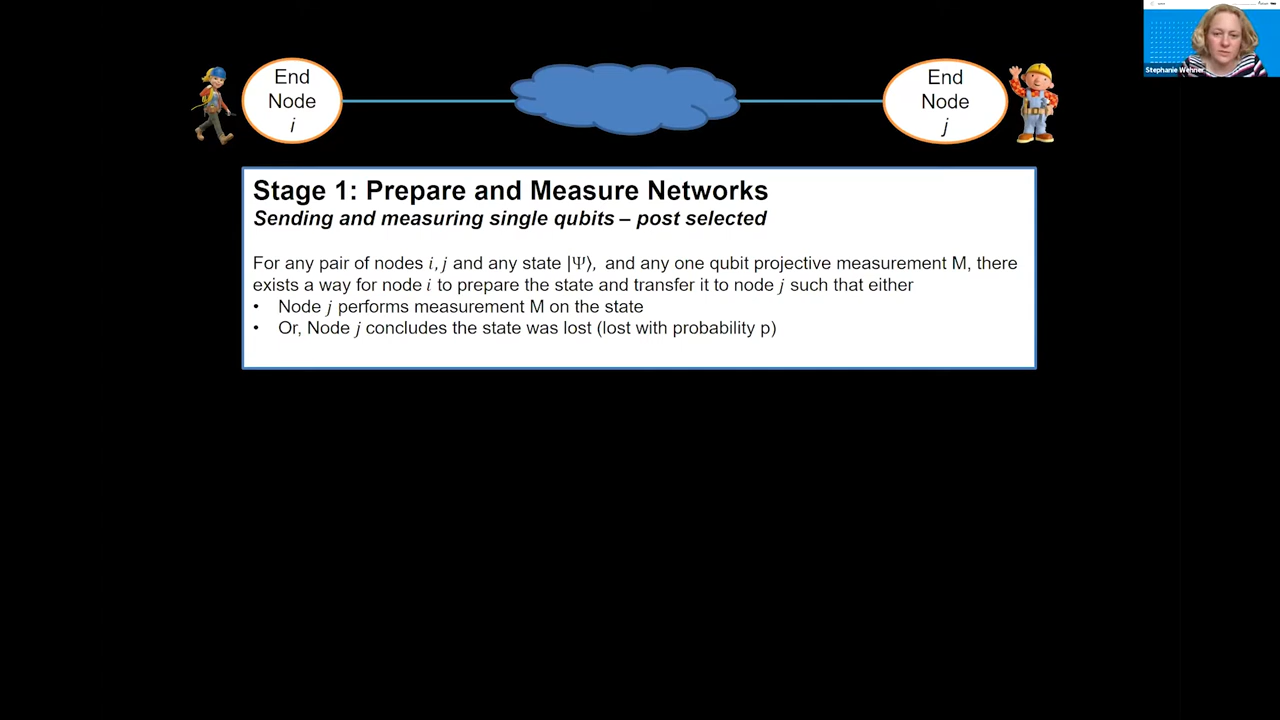 Stephanie Wehner
End
Node
i
End
Node
j
Stage 1: Prepare and Measure Networks
Sending and measuring single qubits – post selected
For any pair of nodes i, j and any state |Ψ⟩, and any one qubit projective measurement M, there
exists a way for node i to prepare the state and transfer it to node j such that either
• Node j performs measurement M on the state
• Or, Node j concludes the state was lost (lost with probability p)